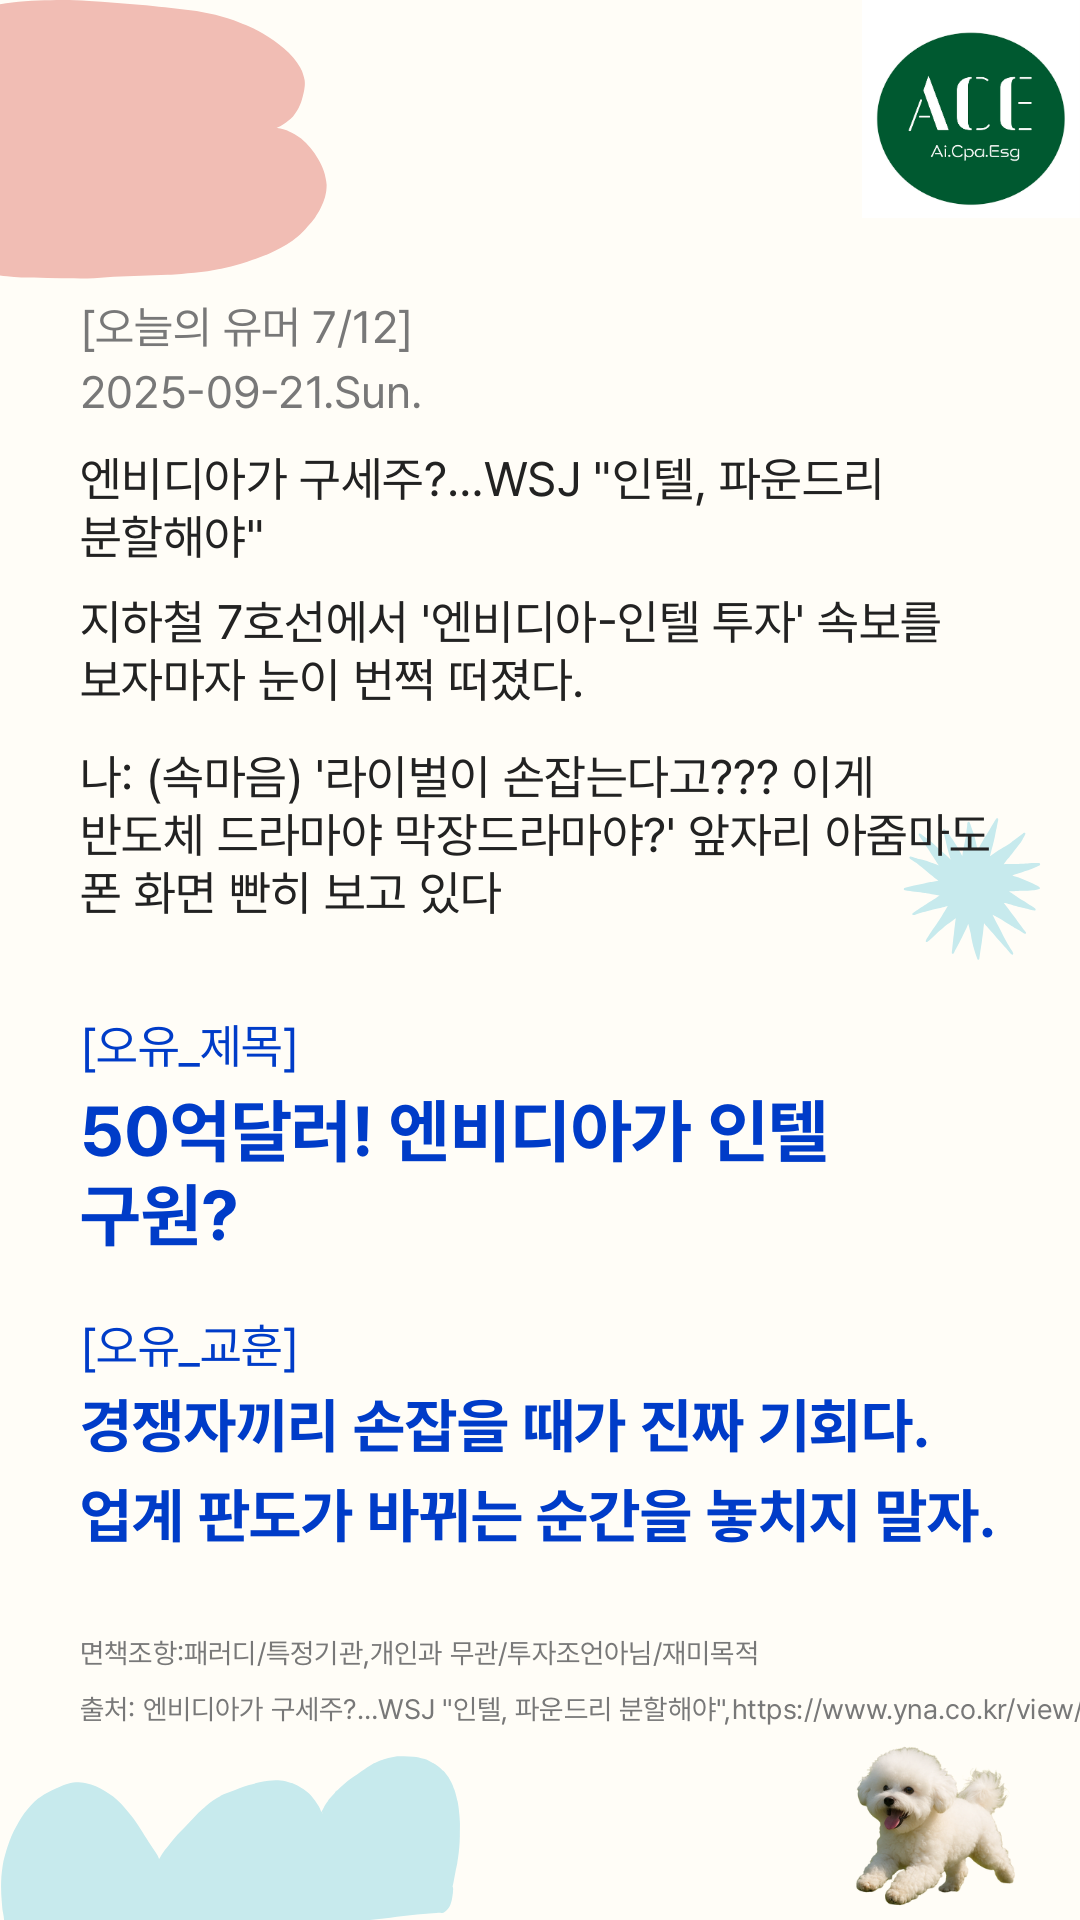 ACE
Ai.Cpa.Esg
[오늘의 유머 7/12]
2025-09-21.Sun.
엔비디아가 구세주?...WSJ "인텔, 파운드리
분할해야"
지하철 7호선에서 '엔비디아-인텔 투자' 속보를
보자마자 눈이 번쩍 떠졌다.
나: (속마음) '라이벌이 손잡는다고??? 이게
반도체 드라마야 막장드라마야?' 앞자리 아줌마도
폰 화면 빤히 보고 있다
[오유_제목]
50억달러! 엔비디아가 인텔
구원?
[오유_교훈]
경쟁자끼리 손잡을 때가 진짜 기회다.
업계 판도가 바뀌는 순간을 놓치지 말자.
면책조항:패러디/특정기관,개인과 무관/투자조언아님/재미목적
출처: 엔비디아가 구세주?...WSJ "인텔, 파운드리 분할해야",https://www.yna.co.kr/view/